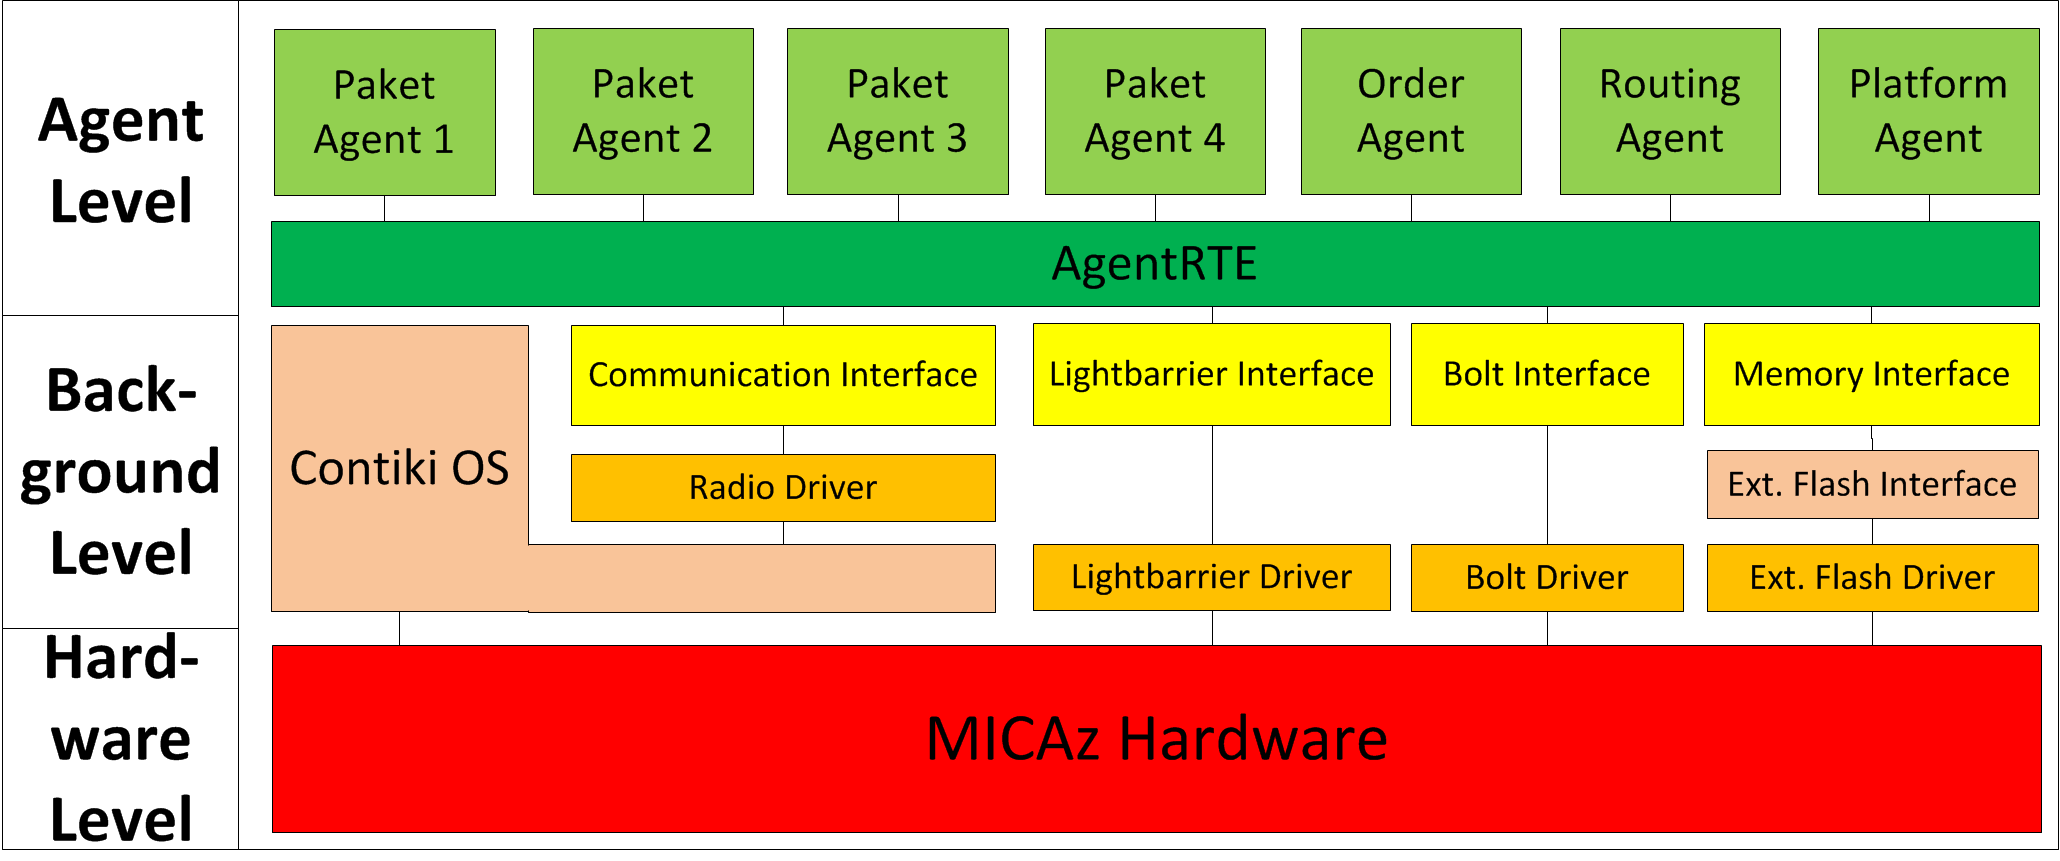 Agent
Level
Paket
Agent 1
Paket
Agent 2
Paket
Agent 3
Paket
Agent 4
Order
Agent
Routing
Agent
Platform
Agent
AgentRTE
Back-
ground
Level
Contiki OS
Communication Interface
Lightbarrier Interface
Bolt Interface
Memory Interface
Radio Driver
Ext. Flash Interface
Lightbarrier Driver
Bolt Driver
Ext. Flash Driver
Hard-
ware
Level
MICAz Hardware